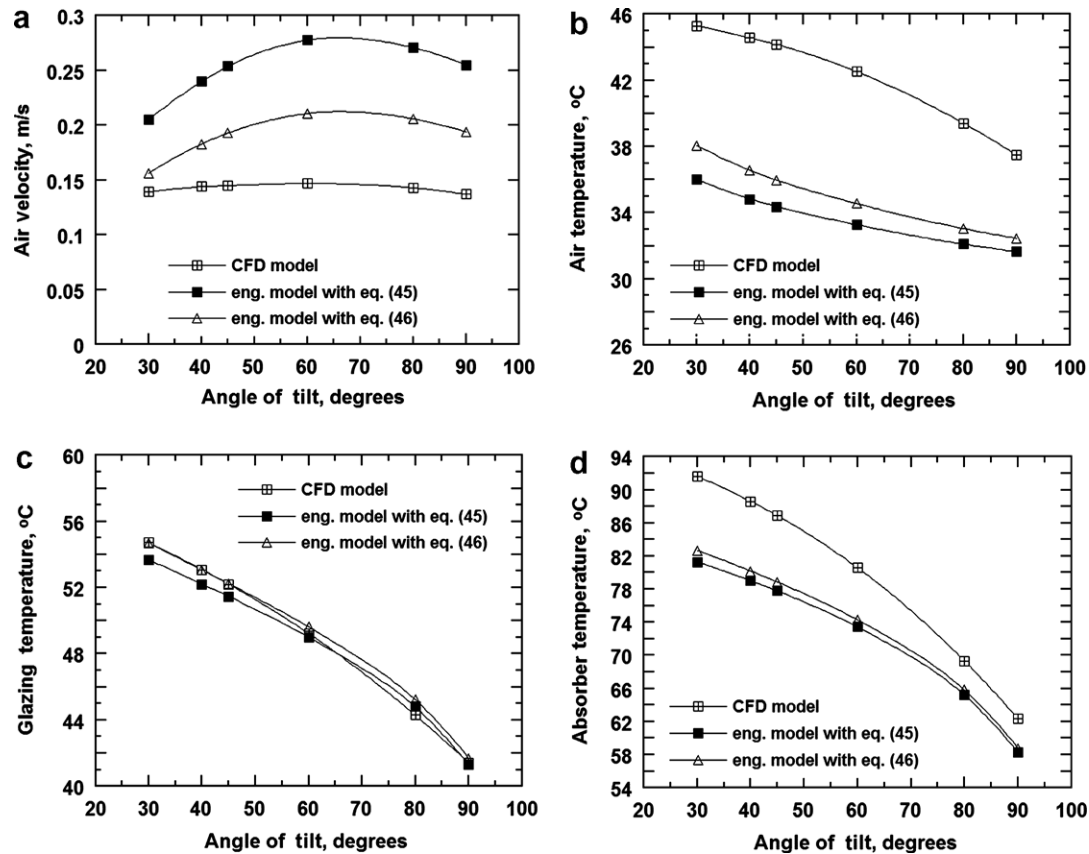 a
0.3
0.25
0.2
0.15
0.1
0.05
0
Air velocity, m/s
CFD model
eng. model with eq. (45)
eng. model with eq. (46)
20 30 40 50 60 70 80 90 100
Angle of tilt, degrees
b
46
42
38
34
30
26
Air temperature, ºC
CFD model
eng. model with eq. (45)
eng. model with eq. (46)
20 30 40 50 60 70 80 90 100
Angle of tilt, degrees
c
60
56
52
48
44
40
Glazing temperature, ºC
CFD model
eng. model with eq. (45)
eng. model with eq. (46)
20 30 40 50 60 70 80 90 100
Angle of tilt, degrees
d
94
90
86
82
78
74
70
66
62
58
54
Absorber temperature, ºC
CFD model
eng. model with eq. (45)
eng. model with eq. (46)
20 30 40 50 60 70 80 90 100
Angle of tilt, degrees